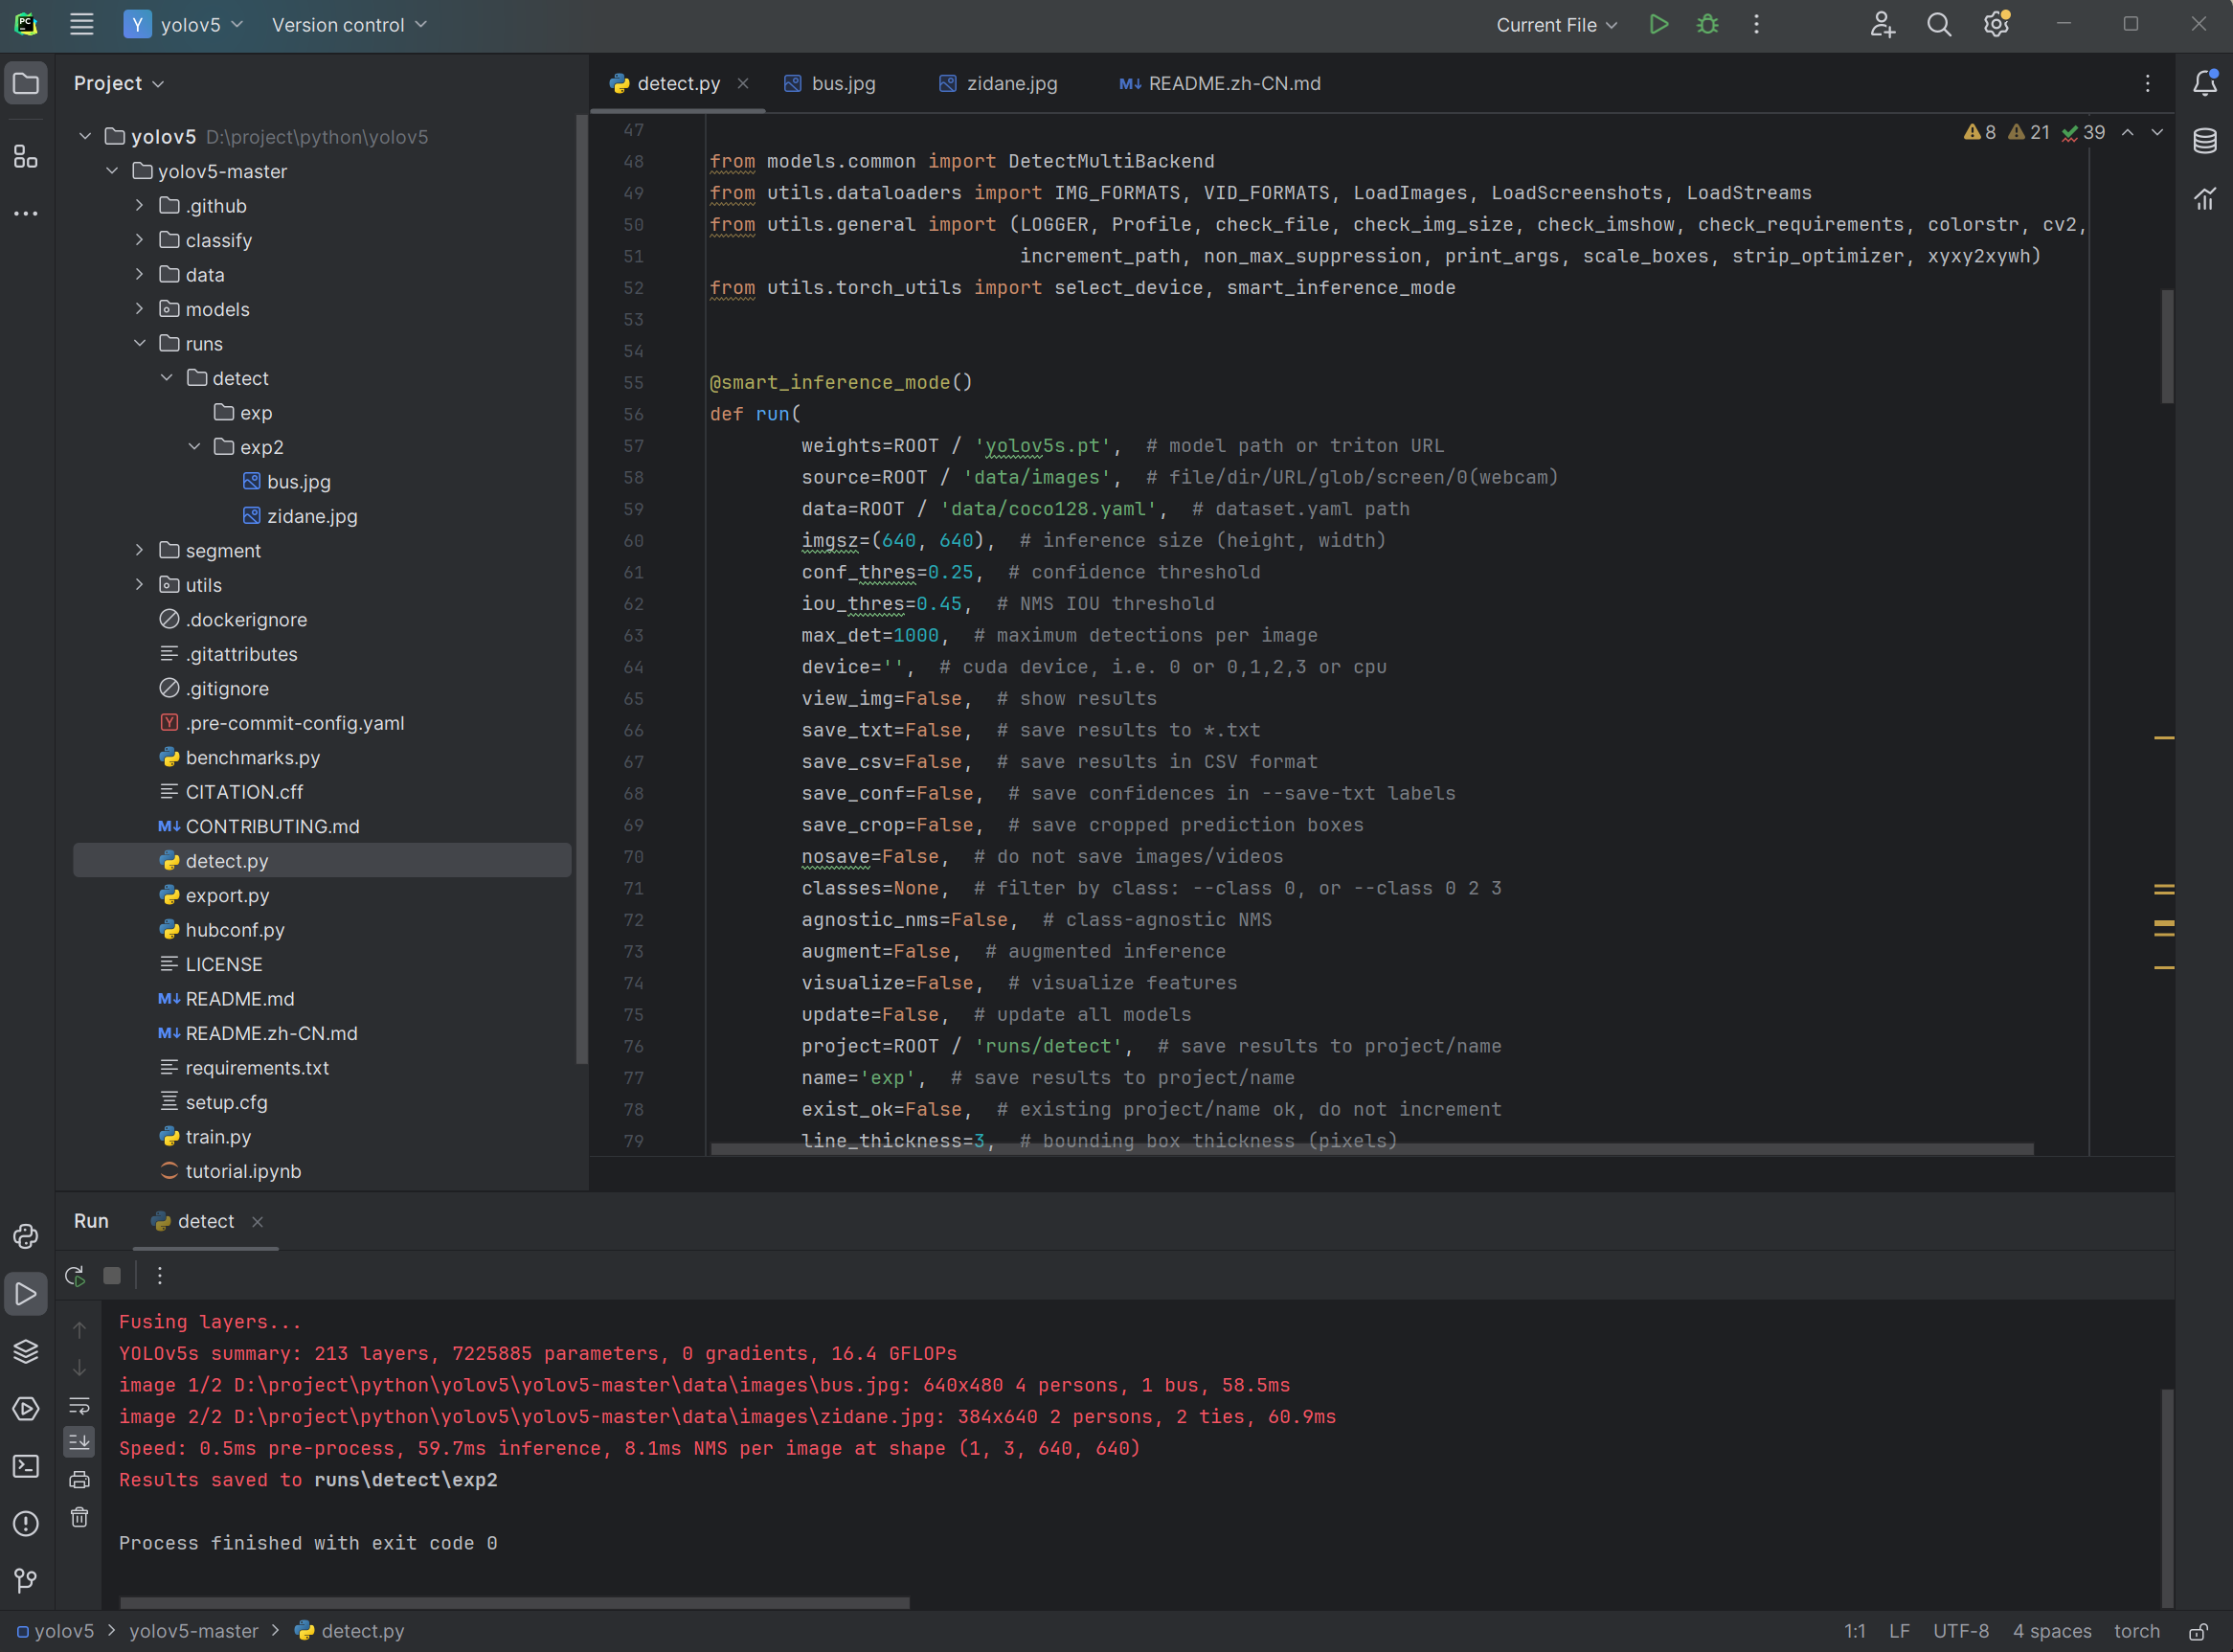 Y yolov5 Version control Current File
Project
detect.py bus.jpg zidane.jpg README.zh-CN.md
yolov5 D:\project\python\yolov5
yolov5-master
.github
classify
data
models
runs
detect
exp
exp2
bus.jpg
zidane.jpg
segment
utils
.dockerignore
.gitattributes
.gitignore
.pre-commit-config.yaml
benchmarks.py
CITATION.cff
CONTRIBUTING.md
detect.py
export.py
hubconf.py
LICENSE
README.md
README.zh-CN.md
requirements.txt
setup.cfg
train.py
tutorial.ipynb
8 21 39
47
48 from models.common import DetectMultiBackend
49 from utils.dataloaders import IMG_FORMATS, VID_FORMATS, LoadImages, LoadScreenshots, LoadStreams
50 from utils.general import (LOGGER, Profile, check_file, check_img_size, check_imshow, check_requirements, colorstr, cv2,
51 increment_path, non_max_suppression, print_args, scale_boxes, strip_optimizer, xyxy2xywh)
52 from utils.torch_utils import select_device, smart_inference_mode
53
54
55 @smart_inference_mode()
56 def run(
57 weights=ROOT / 'yolov5s.pt', # model path or triton URL
58 source=ROOT / 'data/images', # file/dir/URL/glob/screen/0(webcam)
59 data=ROOT / 'data/coco128.yaml', # dataset.yaml path
60 imgsz=(640, 640), # inference size (height, width)
61 conf_thres=0.25, # confidence threshold
62 iou_thres=0.45, # NMS IOU threshold
63 max_det=1000, # maximum detections per image
64 device='', # cuda device, i.e. 0 or 0,1,2,3 or cpu
65 view_img=False, # show results
66 save_txt=False, # save results to *.txt
67 save_csv=False, # save results in CSV format
68 save_conf=False, # save confidences in --save-txt labels
69 save_crop=False, # save cropped prediction boxes
70 nosave=False, # do not save images/videos
71 classes=None, # filter by class: --class 0, or --class 0 2 3
72 agnostic_nms=False, # class-agnostic NMS
73 augment=False, # augmented inference
74 visualize=False, # visualize features
75 update=False, # update all models
76 project=ROOT / 'runs/detect', # save results to project/name
77 name='exp', # save results to project/name
78 exist_ok=False, # existing project/name ok, do not increment
79 line_thickness=3, # bounding box thickness (pixels)
Run detect
Fusing layers...
YOLOv5s summary: 213 layers, 7225885 parameters, 0 gradients, 16.4 GFLOPs
image 1/2 D:\project\python\yolov5\yolov5-master\data\images\bus.jpg: 640x480 4 persons, 1 bus, 58.5ms
image 2/2 D:\project\python\yolov5\yolov5-master\data\images\zidane.jpg: 384x640 2 persons, 2 ties, 60.9ms
Speed: 0.5ms pre-process, 59.7ms inference, 8.1ms NMS per image at shape (1, 3, 640, 640)
Results saved to runs\detect\exp2
Process finished with exit code 0
yolov5 > yolov5-master > detect.py 1:1 LF UTF-8 4 spaces torch